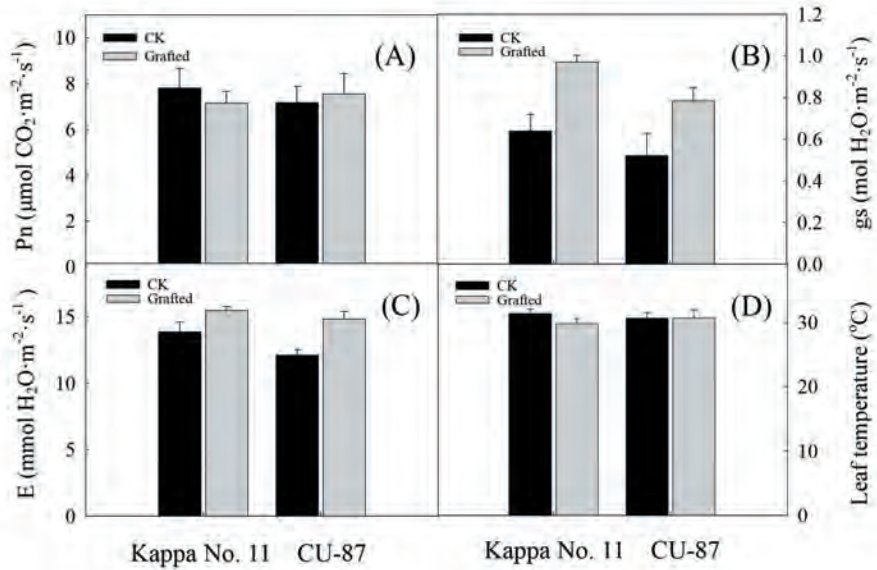 CK
Grafted
(A)
10
8
6
4
2
0
Pn (μmol CO₂·m⁻²·s⁻¹)
CK
Grafted
(B)
1.2
1.0
0.8
0.6
0.4
0.2
0.0
gs (mol H₂O·m⁻²·s⁻¹)
CK
Grafted
(C)
15
10
5
0
E (mmol H₂O·m⁻²·s⁻¹)
CK
Grafted
(D)
30
20
10
0
Leaf temperature (°C)
Kappa No. 11 CU-87
Kappa No. 11 CU-87